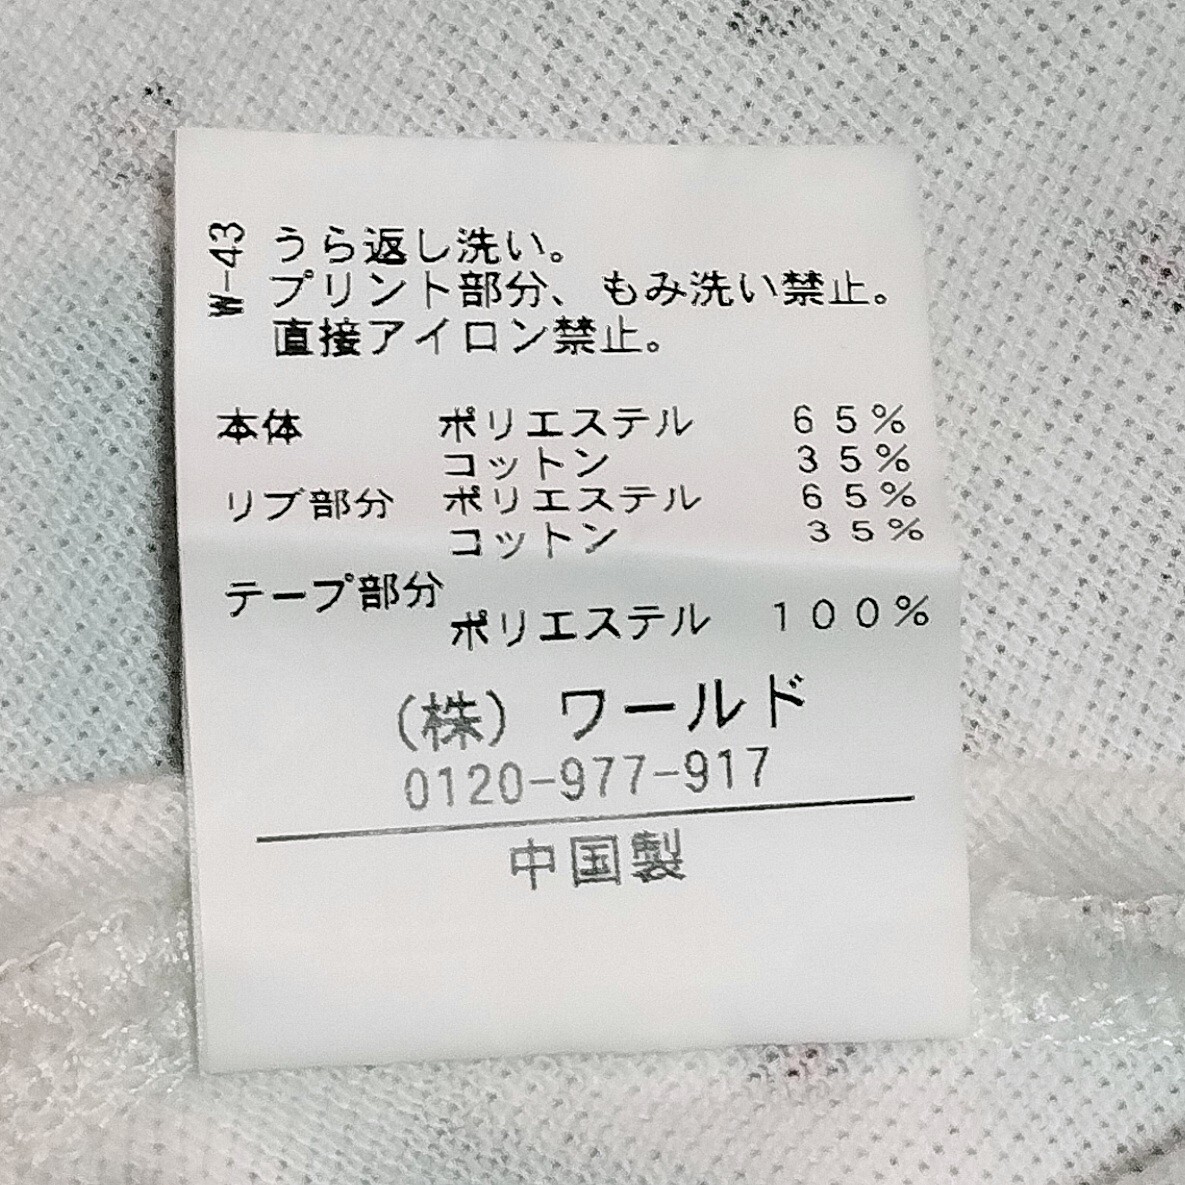 W-43
うら返し洗い。
プリント部分、もみ洗い禁止。
直接アイロン禁止。
本体 ポリエステル 65%
コットン 35%
リブ部分 ポリエステル 65%
コットン 35%
テープ部分
ポリエステル 100%
(株) ワールド
0120-977-917
中国製